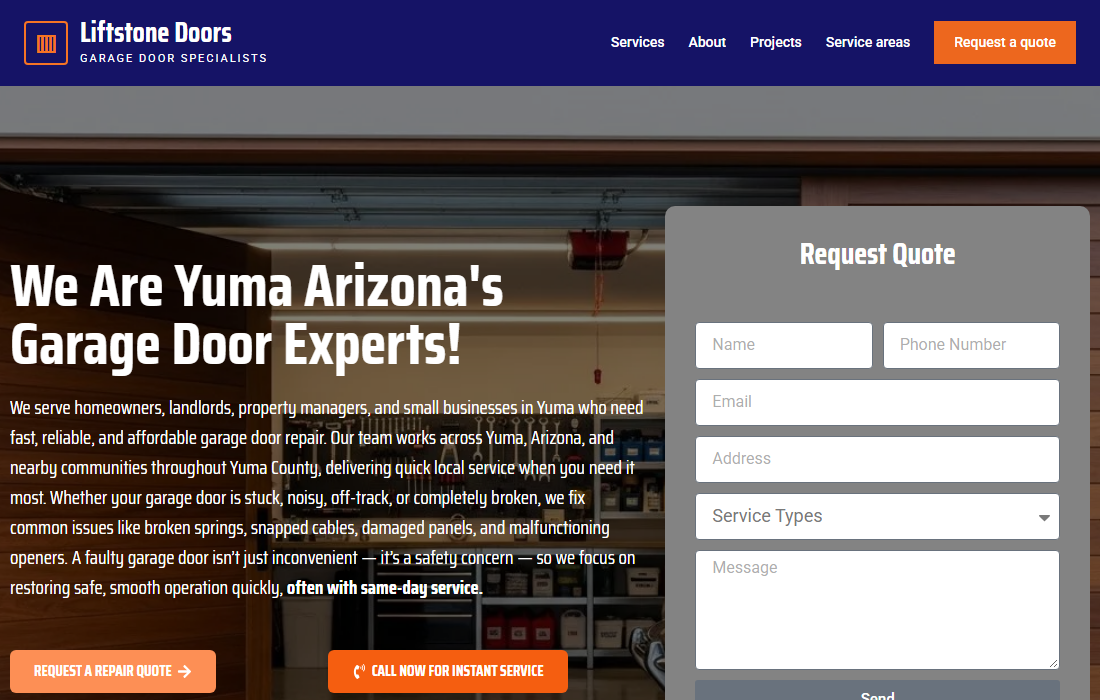 Liftstone Doors
GARAGE DOOR SPECIALISTS
Services
About
Projects
Service areas
Request a quote
We Are Yuma Arizona's
Garage Door Experts!
We serve homeowners, landlords, property managers, and small businesses in Yuma who need
fast, reliable, and affordable garage door repair. Our team works across Yuma, Arizona, and
nearby communities throughout Yuma County, delivering quick local service when you need it
most. Whether your garage door is stuck, noisy, off-track, or completely broken, we fix
common issues like broken springs, snapped cables, damaged panels, and malfunctioning
openers. A faulty garage door isn't just inconvenient — it's a safety concern — so we focus on
restoring safe, smooth operation quickly, often with same-day service.
REQUEST A REPAIR QUOTE
CALL NOW FOR INSTANT SERVICE
Request Quote
Name
Phone Number
Email
Address
Service Types
Message
Send